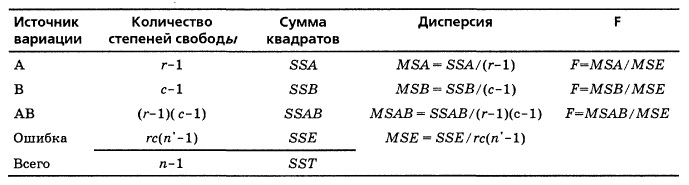 Источник вариации Количество степеней свободы Сумма квадратов Дисперсия F
A r-1 SSA MSA = SSA/(r-1) F=MSA/MSE
B c-1 SSB MSB = SSB/(c-1) F=MSB/MSE
AB (r-1)(c-1) SSAB MSAB = SSAB/(r-1)(c-1) F=MSAB/MSE
Ошибка rc(n'-1) SSE MSE = SSE/rc(n'-1)
Всего n-1 SST